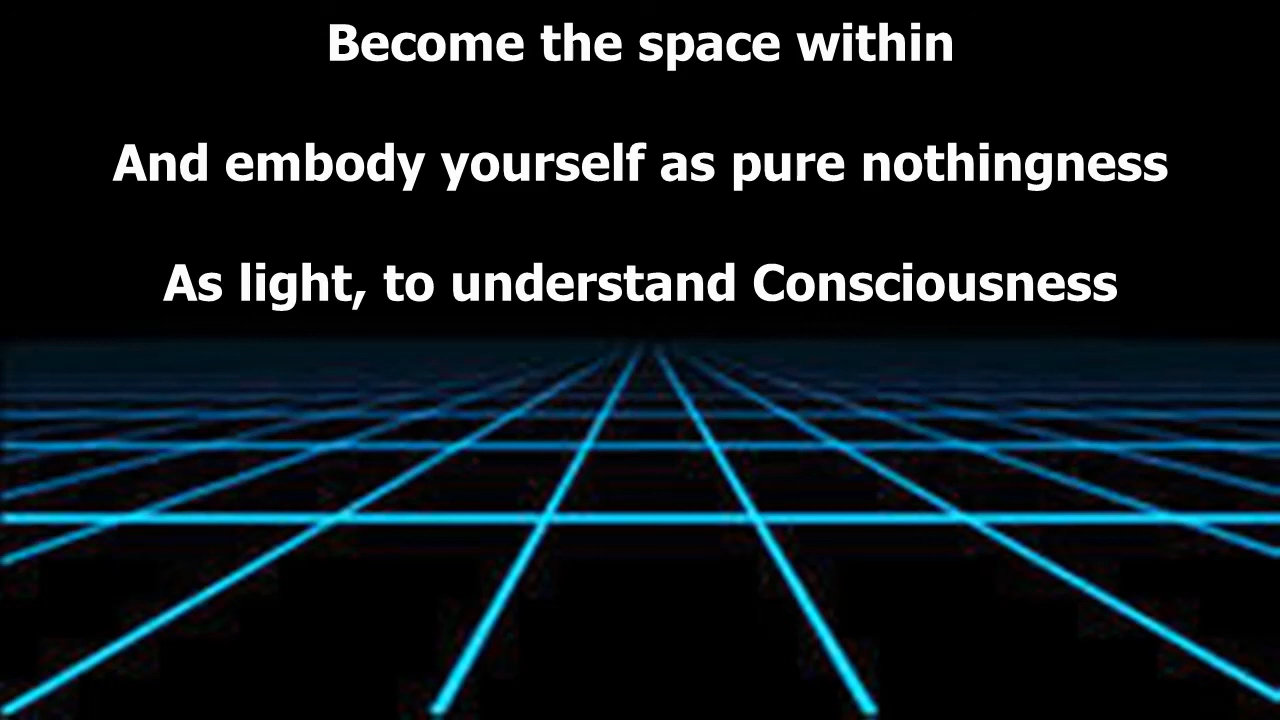 Become the space within
And embody yourself as pure nothingness
As light, to understand Consciousness